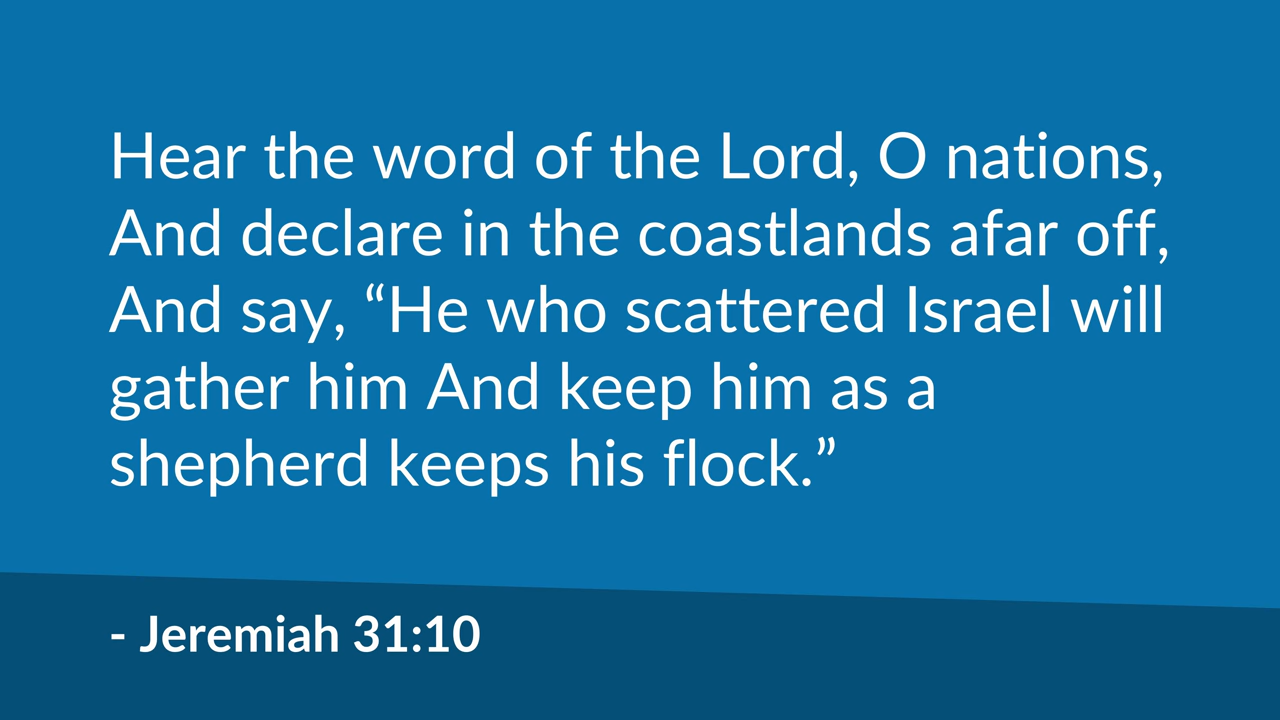 Hear the word of the Lord, O nations,
And declare in the coastlands afar off,
And say, “He who scattered Israel will
gather him And keep him as a
shepherd keeps his flock.”
- Jeremiah 31:10